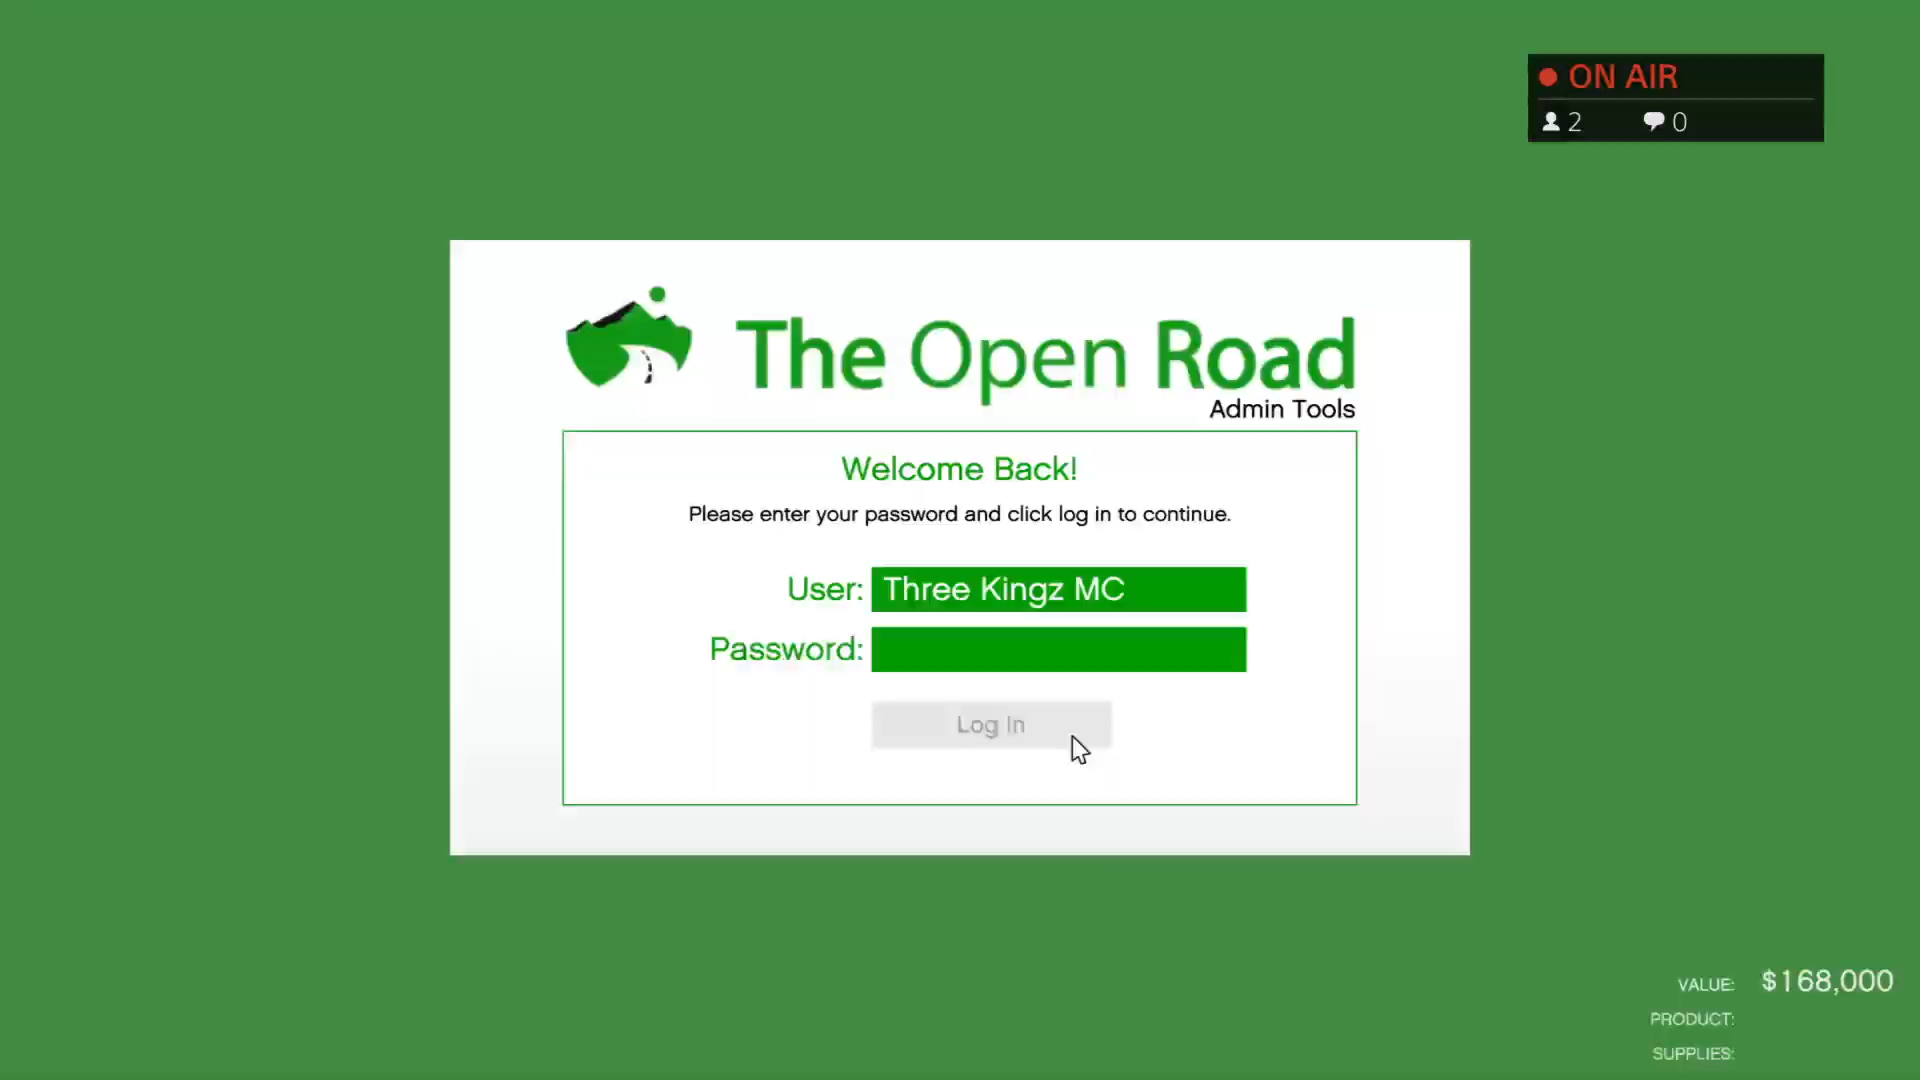 ON AIR
2 0
The Open Road
Admin Tools
Welcome Back!
Please enter your password and click log in to continue.
User: Three Kingz MC
Password:
Log In
VALUE: $168,000
PRODUCT:
SUPPLIES: